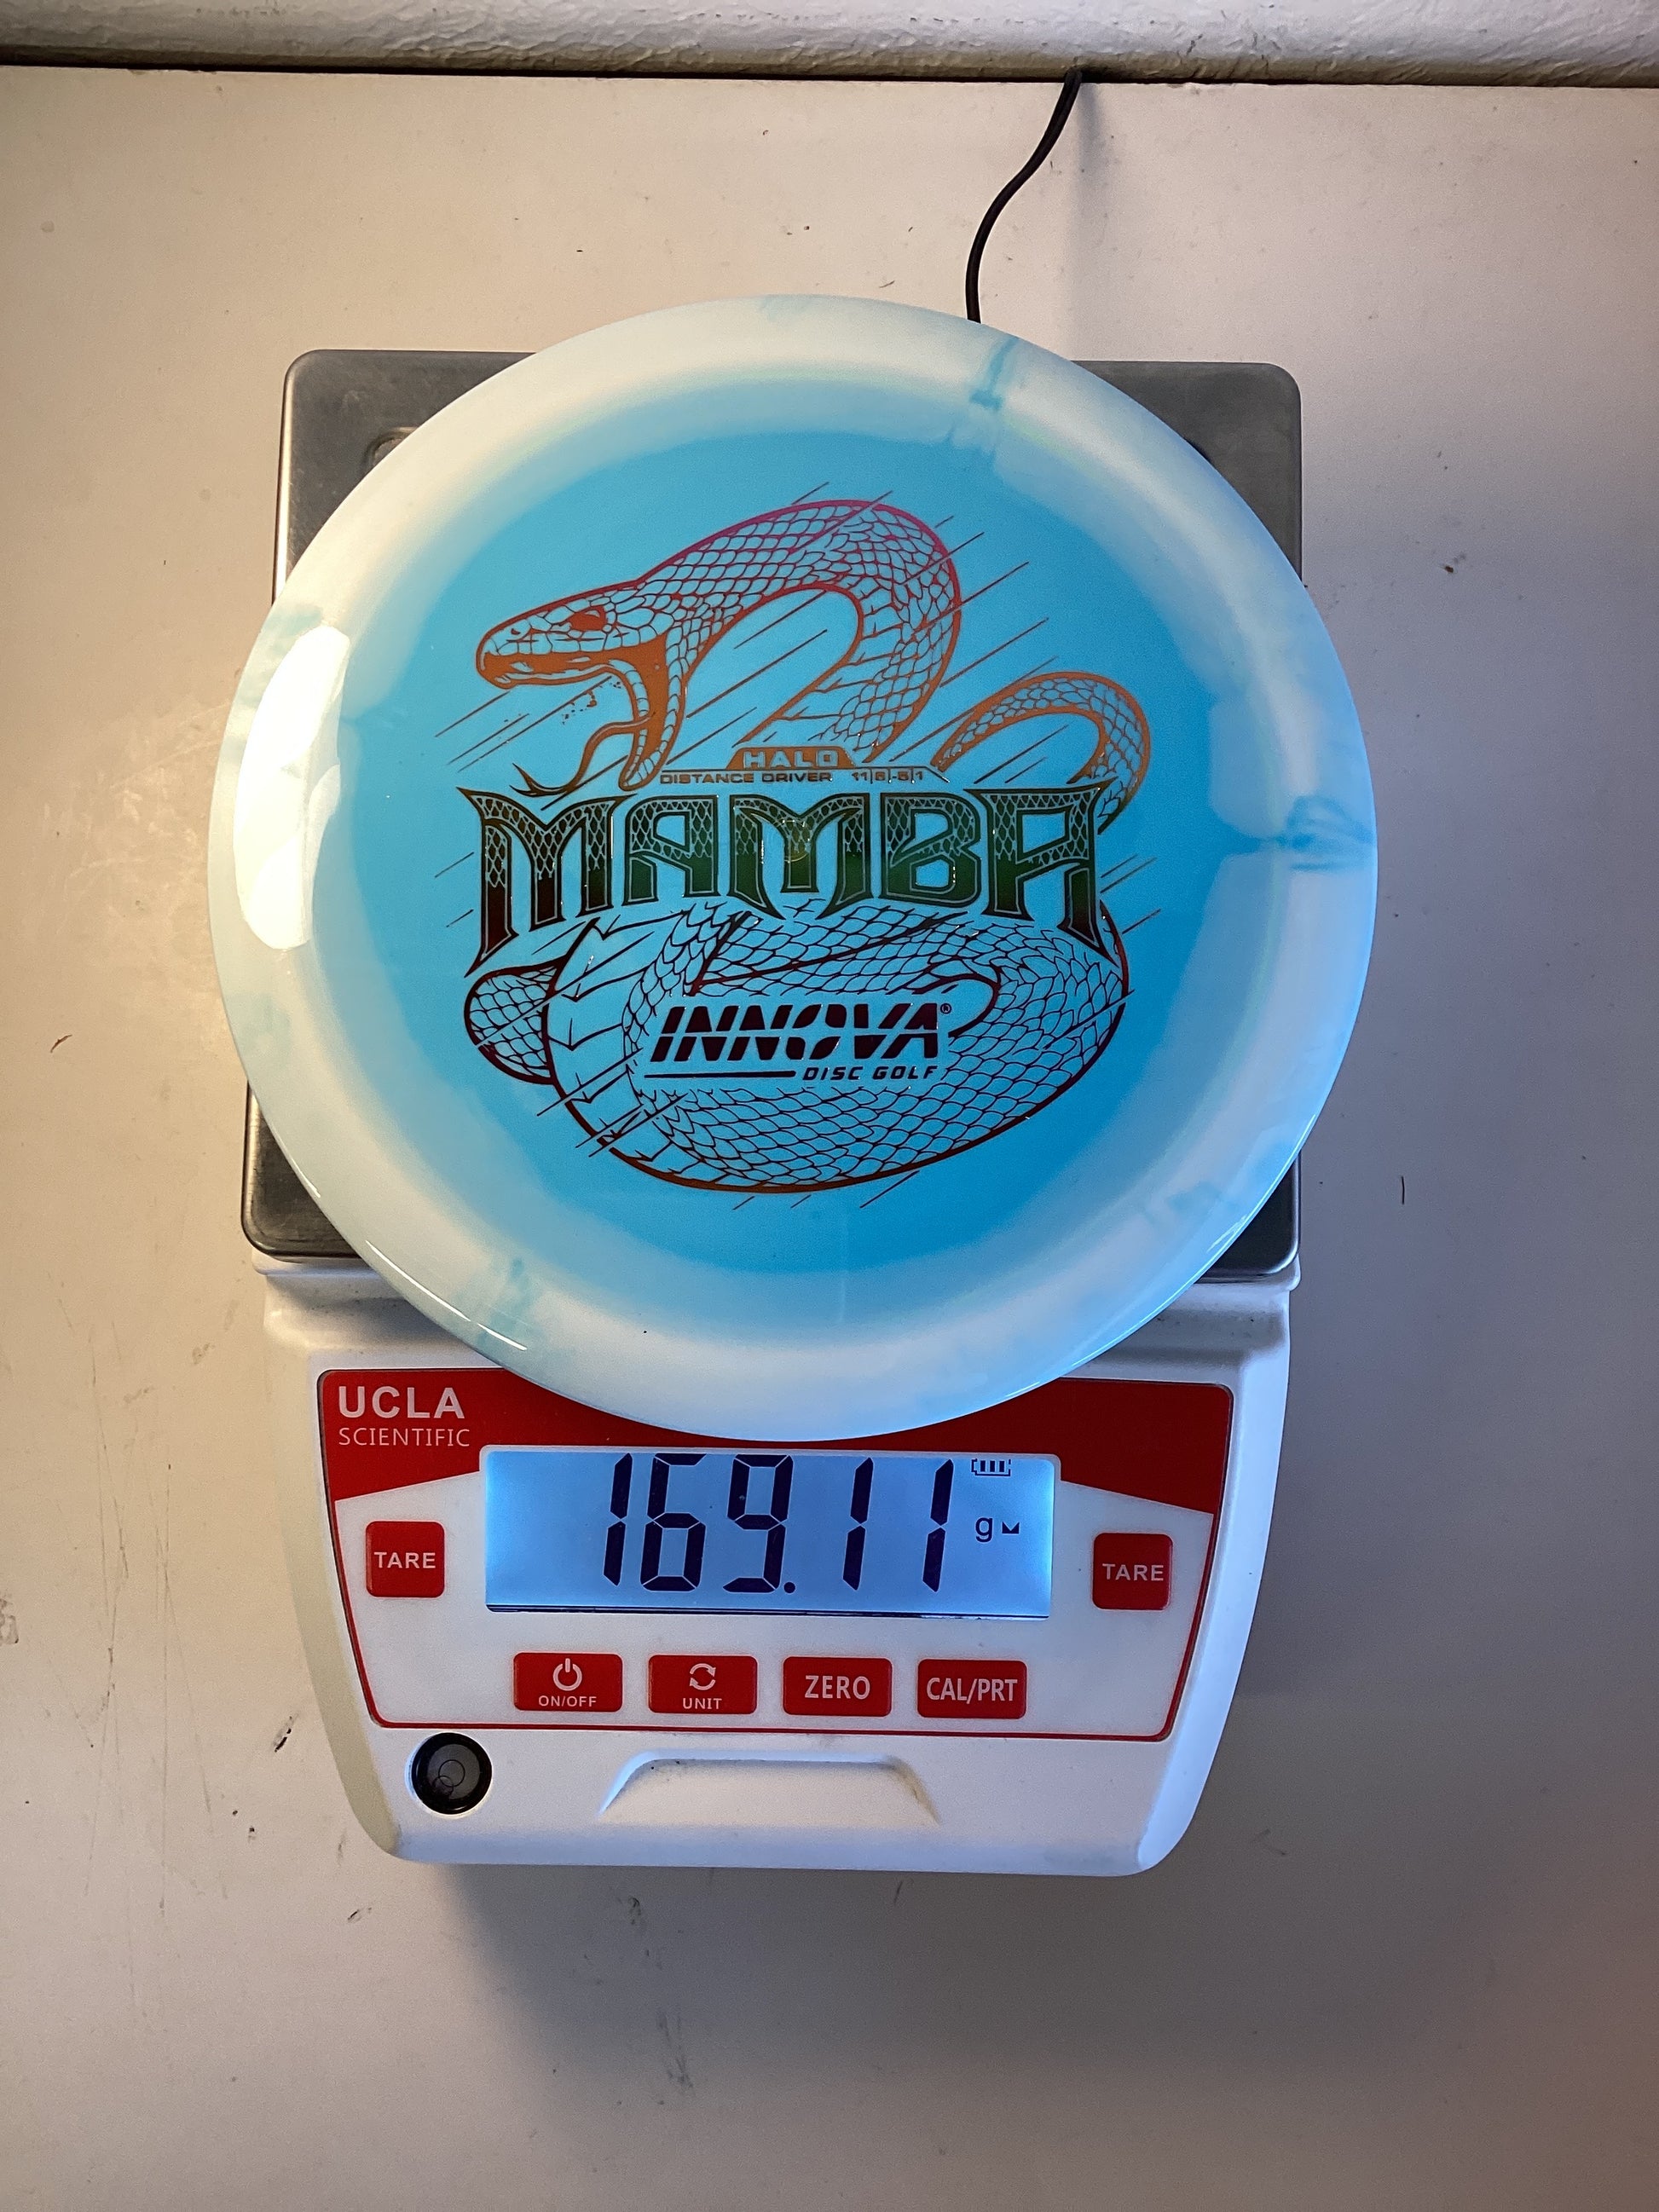 HALO
DISTANCE DRIVER 11|6|-5|1
MAMBA
INNOVA®
DISC GOLF
UCLA
SCIENTIFIC
169.11 g
TARE
TARE
ON/OFF
UNIT
ZERO
CAL/PRT